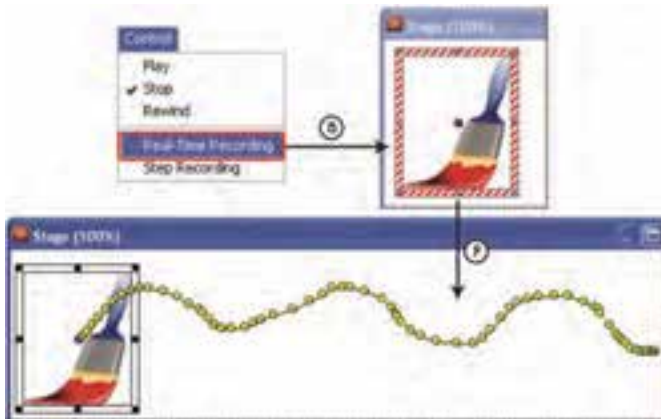 Control
Play
Stop
Rewind
Real-Time Recording
Step Recording
Stage (100%)
Stage (100%)